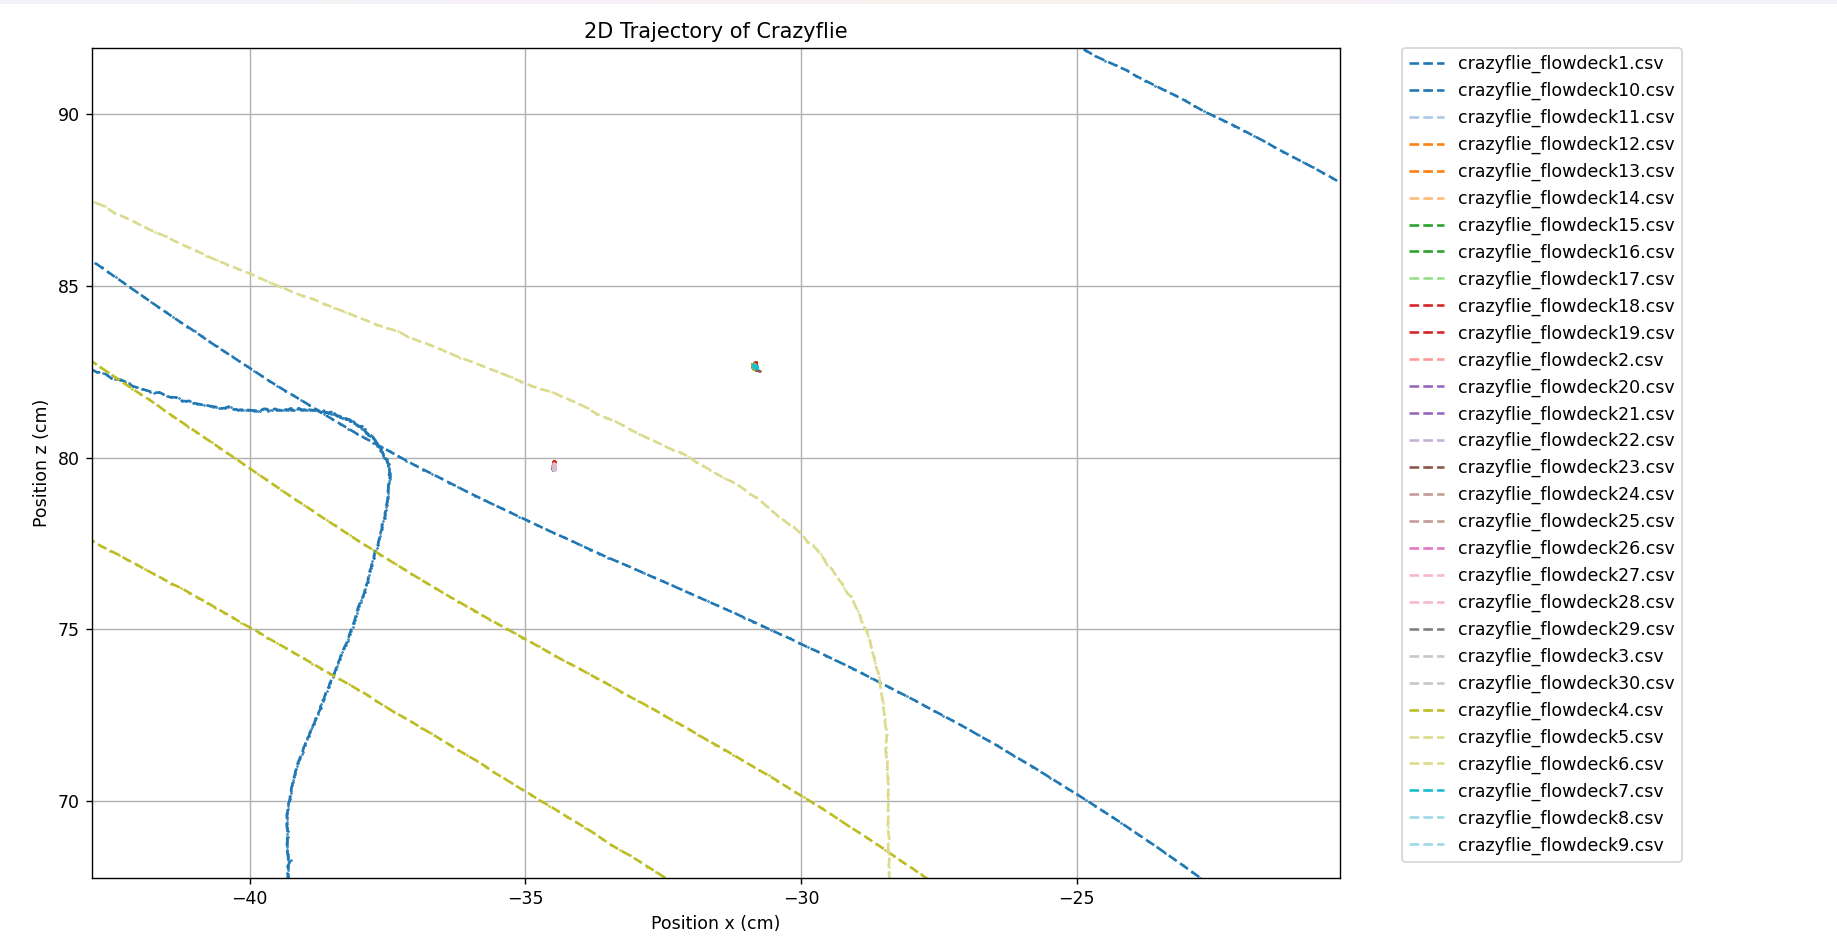 2D Trajectory of Crazyflie
90
85
80
75
70
Position z (cm)
−40
−35
−30
−25
Position x (cm)
crazyflie_flowdeck1.csv
crazyflie_flowdeck10.csv
crazyflie_flowdeck11.csv
crazyflie_flowdeck12.csv
crazyflie_flowdeck13.csv
crazyflie_flowdeck14.csv
crazyflie_flowdeck15.csv
crazyflie_flowdeck16.csv
crazyflie_flowdeck17.csv
crazyflie_flowdeck18.csv
crazyflie_flowdeck19.csv
crazyflie_flowdeck2.csv
crazyflie_flowdeck20.csv
crazyflie_flowdeck21.csv
crazyflie_flowdeck22.csv
crazyflie_flowdeck23.csv
crazyflie_flowdeck24.csv
crazyflie_flowdeck25.csv
crazyflie_flowdeck26.csv
crazyflie_flowdeck27.csv
crazyflie_flowdeck28.csv
crazyflie_flowdeck29.csv
crazyflie_flowdeck3.csv
crazyflie_flowdeck30.csv
crazyflie_flowdeck4.csv
crazyflie_flowdeck5.csv
crazyflie_flowdeck6.csv
crazyflie_flowdeck7.csv
crazyflie_flowdeck8.csv
crazyflie_flowdeck9.csv